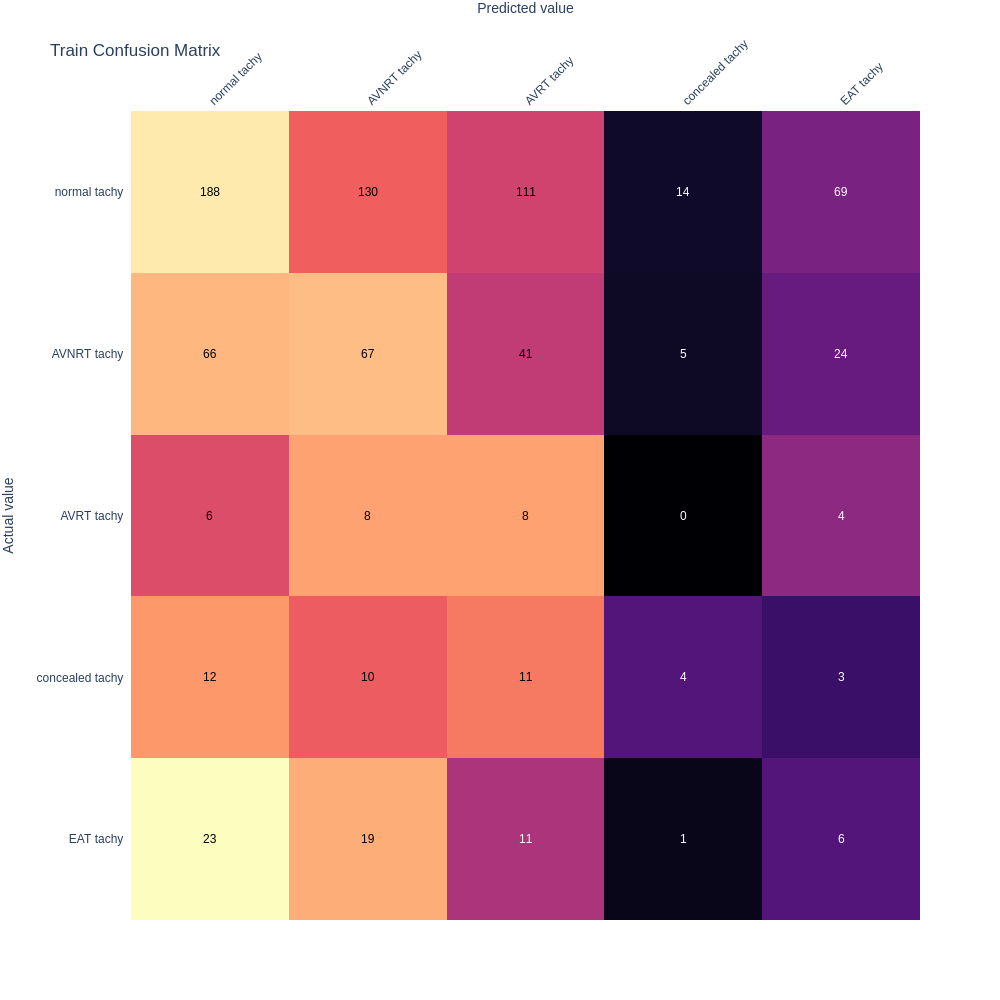 Predicted value
Train Confusion Matrix
normal tachy
AVNRT tachy
AVRT tachy
concealed tachy
EAT tachy
normal tachy 188 130 111 14 69
AVNRT tachy 66 67 41 5 24
Actual value
AVRT tachy 6 8 8 0 4
concealed tachy 12 10 11 4 3
EAT tachy 23 19 11 1 6